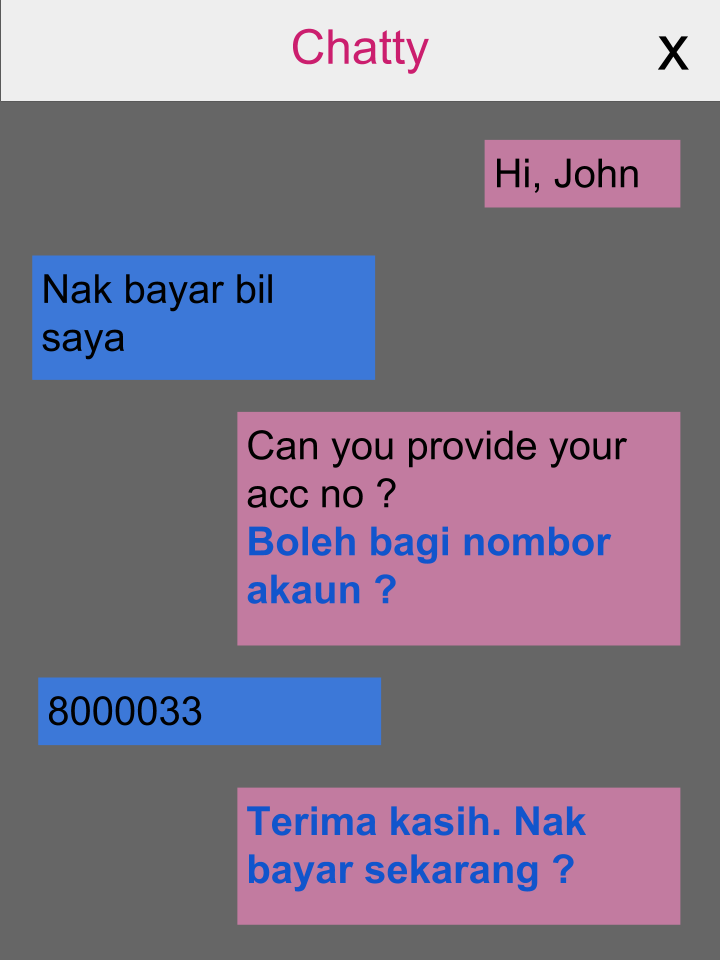 Chatty
X
Hi, John
Nak bayar bil
saya
Can you provide your
acc no ?
Boleh bagi nombor
akaun ?
8000033
Terima kasih. Nak
bayar sekarang ?